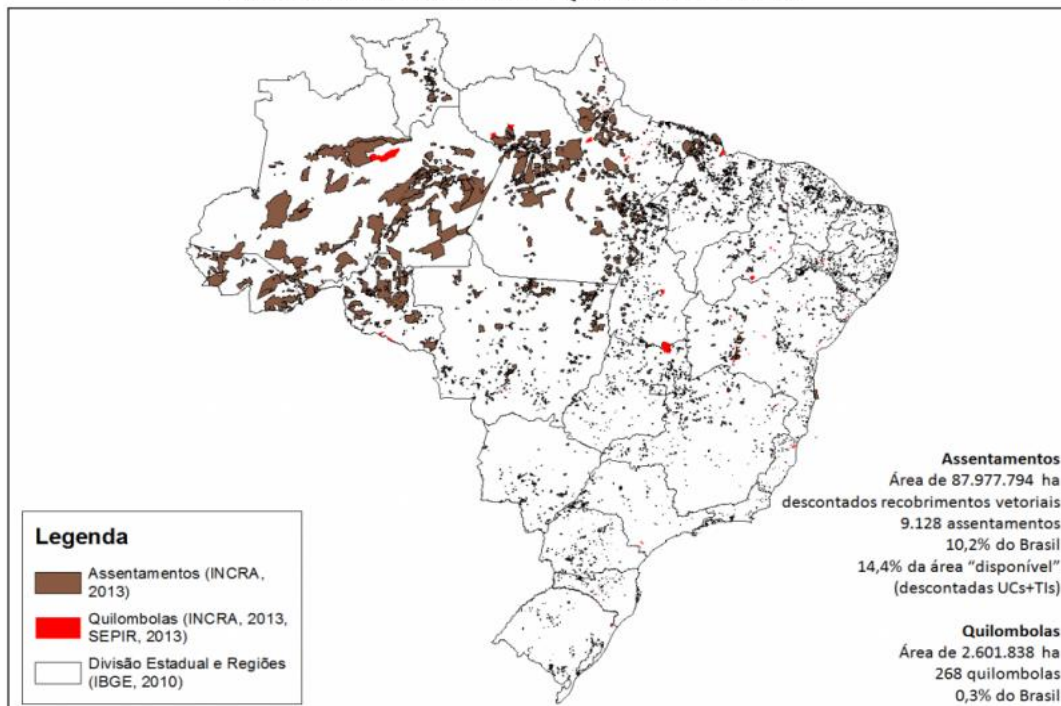 Legenda
Assentamentos (INCRA,
2013)
Quilombolas (INCRA, 2013,
SEPIR, 2013)
Divisão Estadual e Regiões
(IBGE, 2010)
Assentamentos
Área de 87.977.794 ha
descontados recobrimentos vetoriais
9.128 assentamentos
10,2% do Brasil
14,4% da área “disponível”
(descontadas UCs+TIs)
Quilombolas
Área de 2.601.838 ha
268 quilombolas
0,3% do Brasil